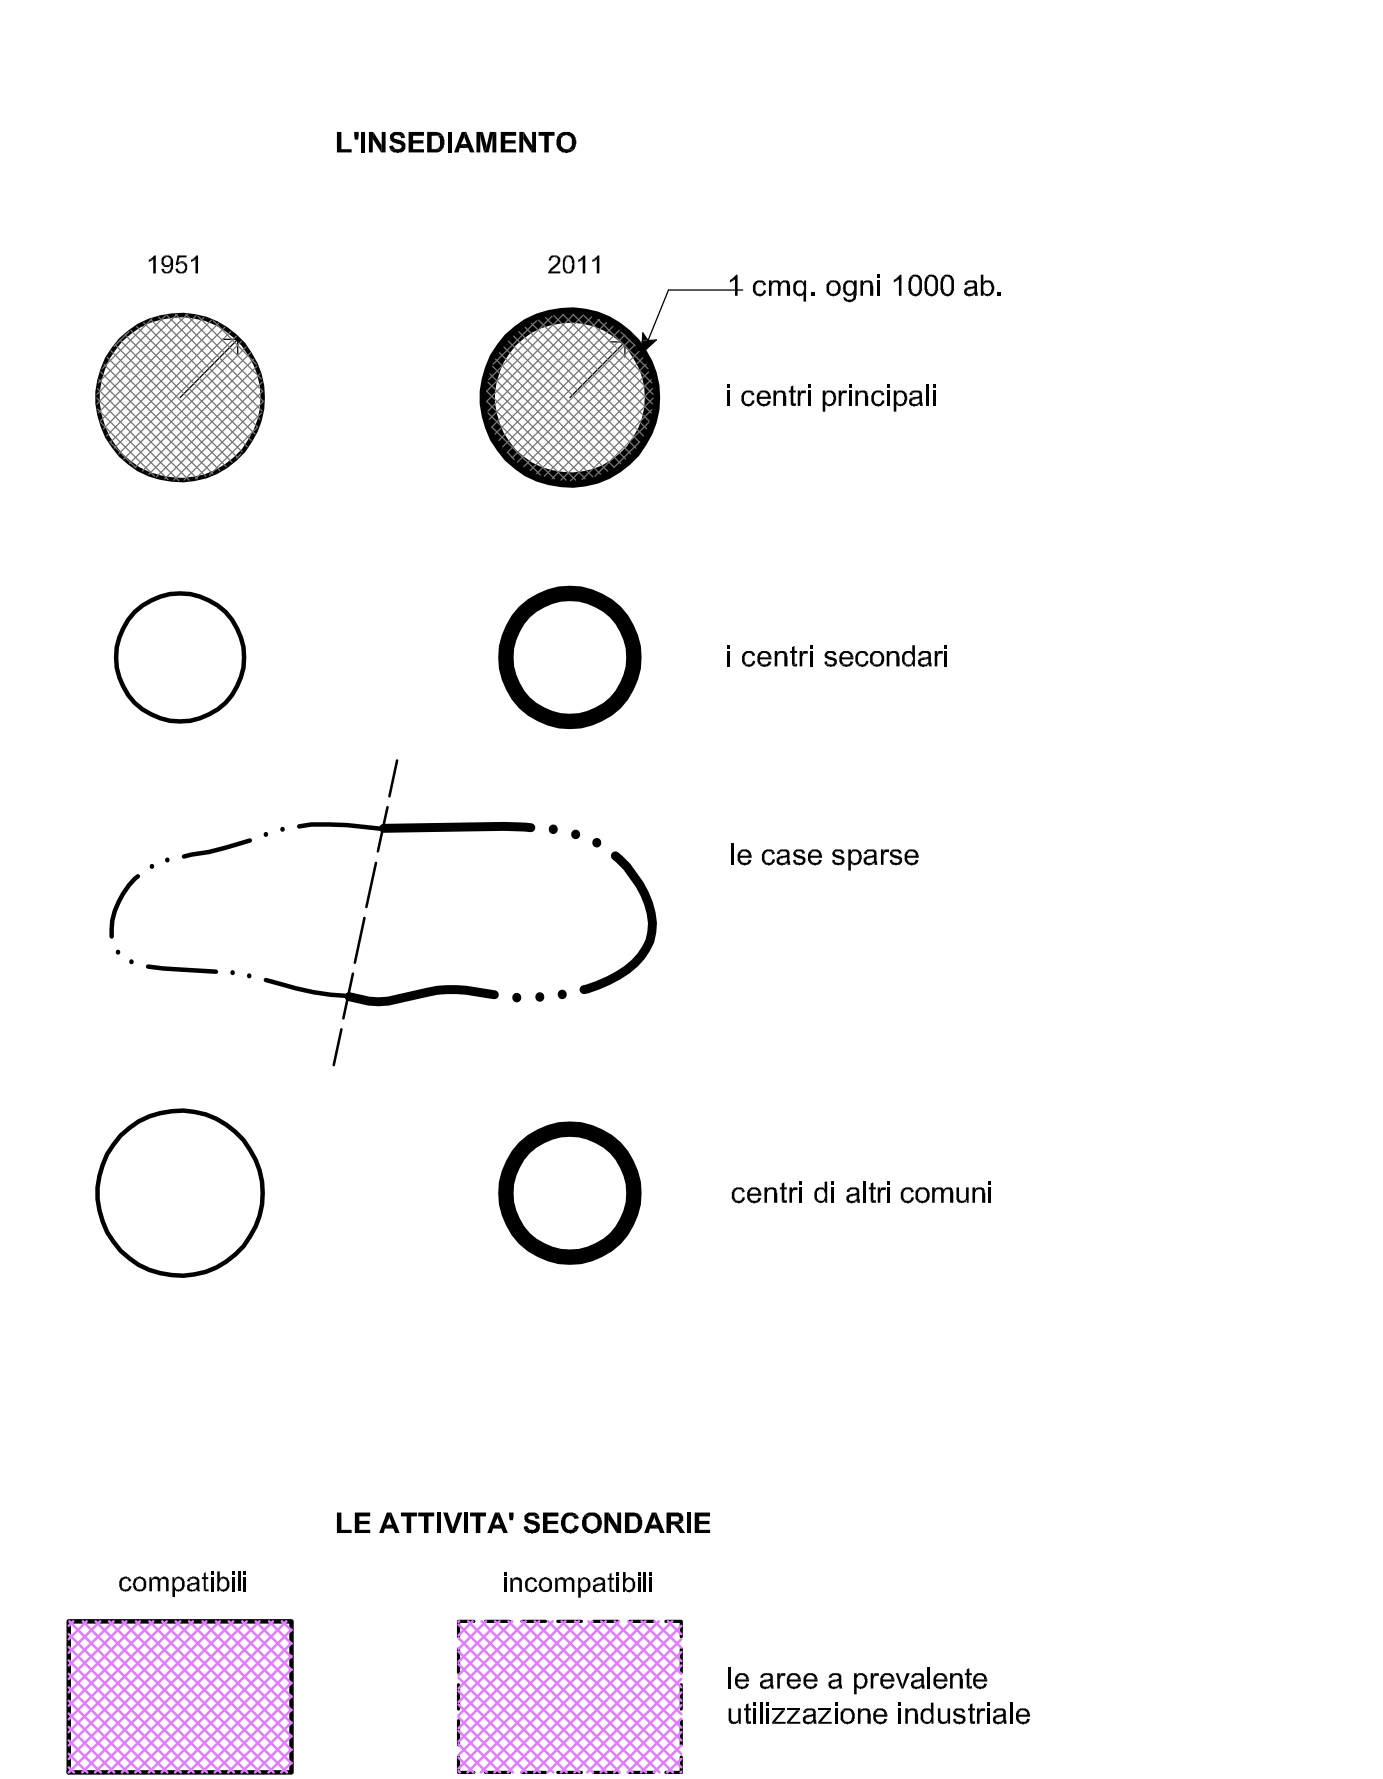 L'INSEDIAMENTO
1951
2011
1 cmq. ogni 1000 ab.
i centri principali
i centri secondari
le case sparse
centri di altri comuni
LE ATTIVITA' SECONDARIE
compatibili
incompatibili
le aree a prevalente
utilizzazione industriale